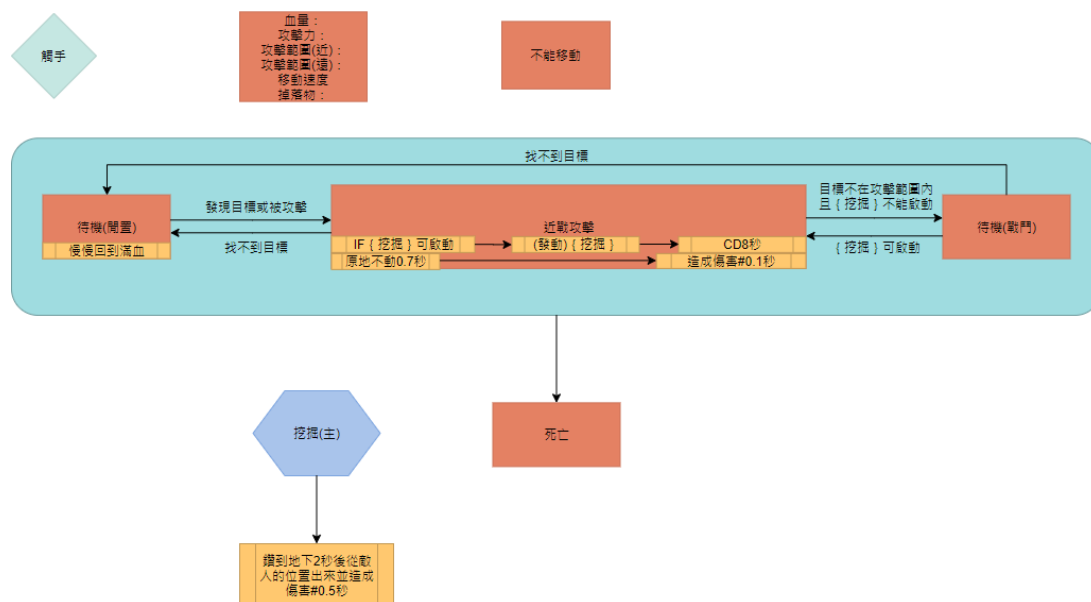 觸手
血量：
攻擊力：
攻擊範圍(近)：
攻擊範圍(遠)：
移動速度
掉落物：
不能移動
找不到目標
待機(閒置)
慢慢回到滿血
發現目標或被攻擊
找不到目標
近戰攻擊
IF { 挖掘 } 可啟動
(發動) { 挖掘 }
CD8秒
原地不動0.7秒
造成傷害#0.1秒
目標不在攻擊範圍內
且 { 挖掘 } 不能啟動
{ 挖掘 } 可啟動
待機(戰鬥)
挖掘(主)
死亡
鑽到地下2秒後從敵
人的位置出來並造成
傷害#0.5秒